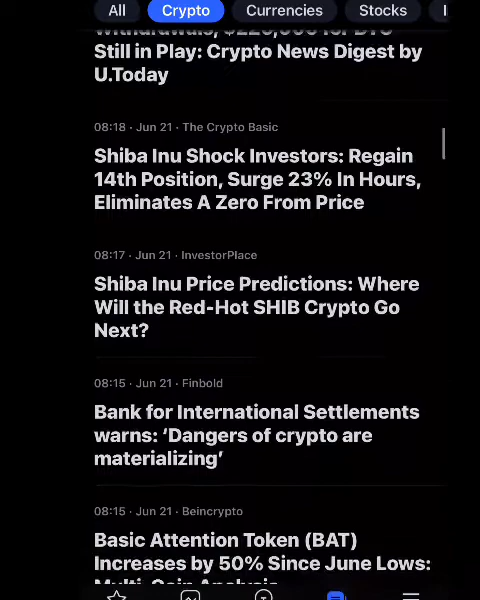 All Crypto Currencies Stocks
Still in Play: Crypto News Digest by
U.Today
08:18 · Jun 21 · The Crypto Basic
Shiba Inu Shock Investors: Regain
14th Position, Surge 23% In Hours,
Eliminates A Zero From Price
08:17 · Jun 21 · InvestorPlace
Shiba Inu Price Predictions: Where
Will the Red-Hot SHIB Crypto Go
Next?
08:15 · Jun 21 · Finbold
Bank for International Settlements
warns: ‘Dangers of crypto are
materializing’
08:15 · Jun 21 · Beincrypto
Basic Attention Token (BAT)
Increases by 50% Since June Lows:
Multi-Coin Analysis